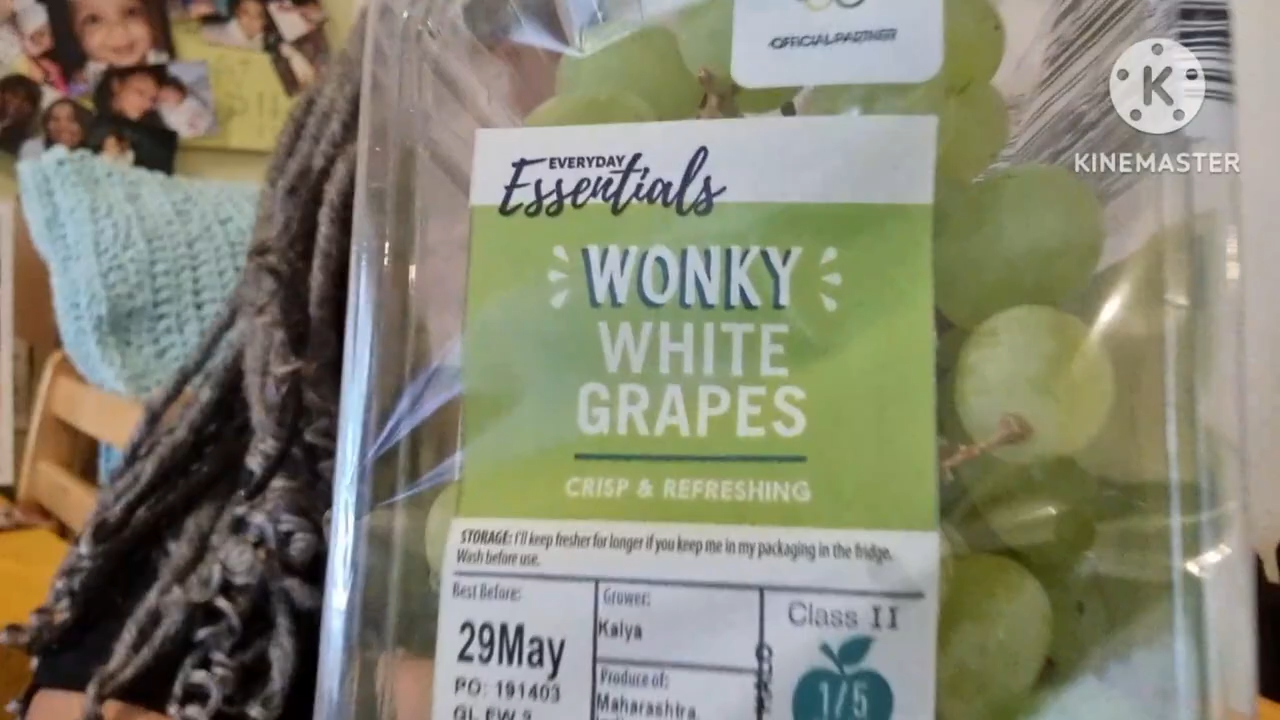 OFFICIAL PARTNER
K
KINEMASTER
EVERYDAY
Essentials
WONKY
WHITE
GRAPES
CRISP & REFRESHING
STORAGE: I'll keep fresher for longer if you keep me in my packaging in the fridge.
Wash before use.
Best Before:
29May
PO: 191403
Grower:
Kalya
Produce of:
Maharashtra,
Class II
1/5